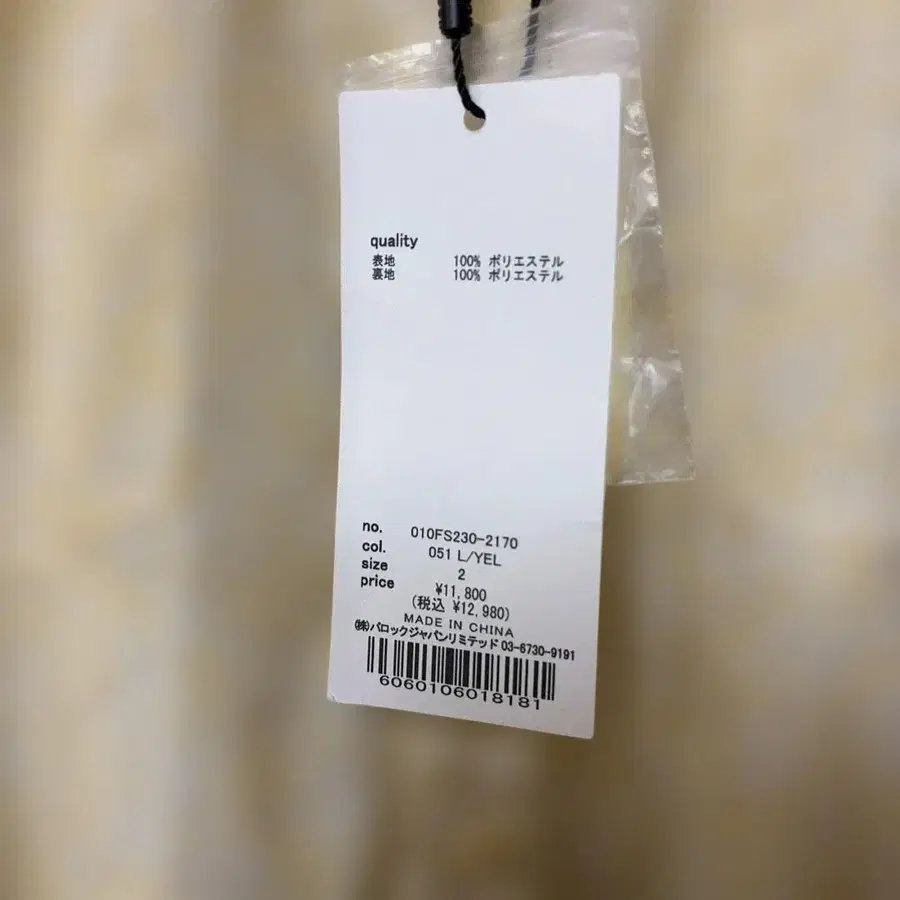 quality
表地 100% ポリエステル
裏地 100% ポリエステル
no. 010FS230-2170
col. 051 L/YEL
size 2
price ¥11,800
(税込 ¥12,980)
MADE IN CHINA
㈱バロックジャパンリミテッド 03-6730-9191
6060106018181